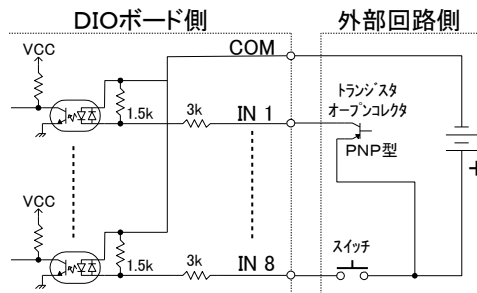 DIOボード側
外部回路側
VCC
COM
トランジスタ
オープンコレクタ
1.5k
3k
IN 1
PNP型
+
VCC
スイッチ
1.5k
3k
IN 8